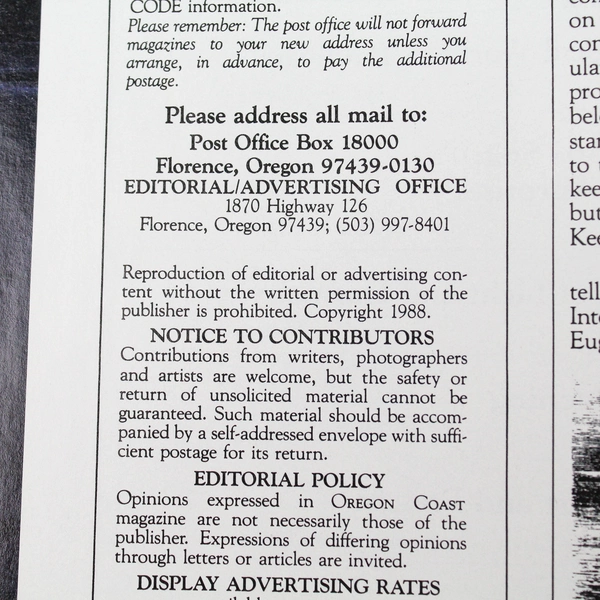 CODE information.
Please remember: The post office will not forward
magazines to your new address unless you
arrange, in advance, to pay the additional
postage.
Please address all mail to:
Post Office Box 18000
Florence, Oregon 97439-0130
EDITORIAL/ADVERTISING OFFICE
1870 Highway 126
Florence, Oregon 97439; (503) 997-8401
Reproduction of editorial or advertising con-
tent without the written permission of the
publisher is prohibited. Copyright 1988.
NOTICE TO CONTRIBUTORS
Contributions from writers, photographers
and artists are welcome, but the safety or
return of unsolicited material cannot be
guaranteed. Such material should be accom-
panied by a self-addressed envelope with suffi-
cient postage for its return.
EDITORIAL POLICY
Opinions expressed in OREGON COAST
magazine are not necessarily those of the
publisher. Expressions of differing opinions
through letters or articles are invited.
DISPLAY ADVERTISING RATES
on
to
but